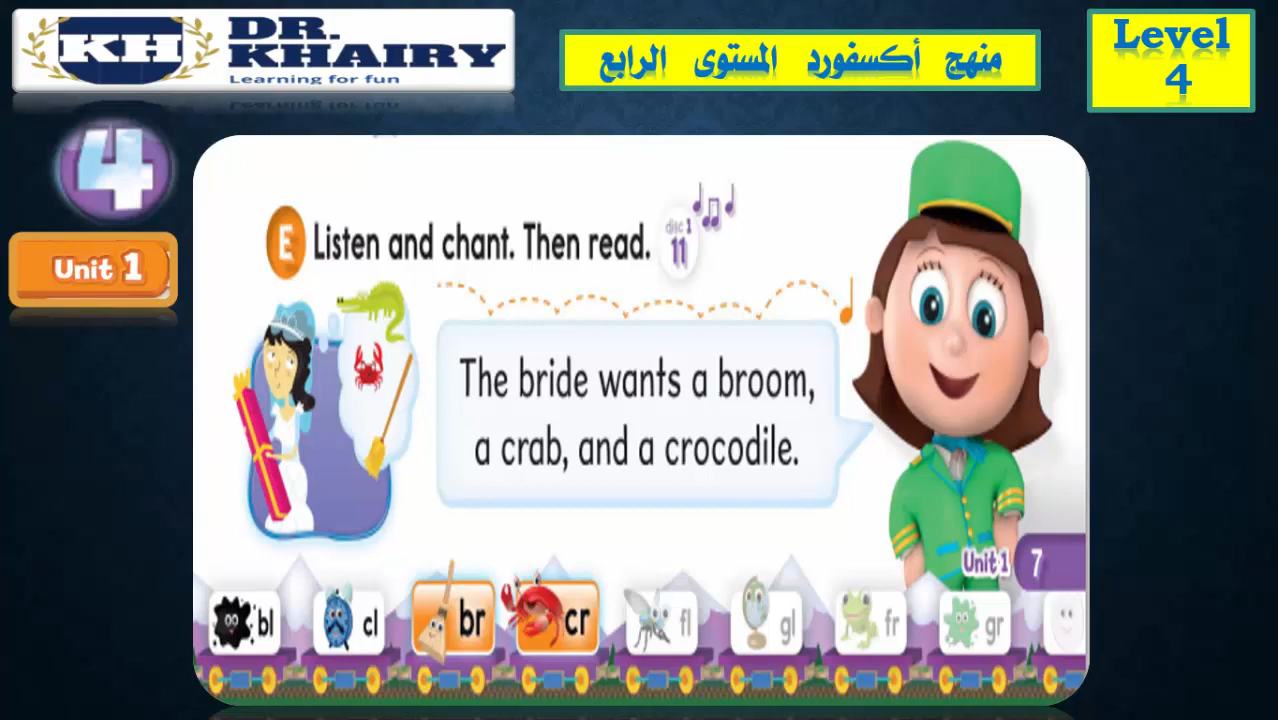 KH
DR.
KHAIRY
Learning for fun
منهج أكسفورد المستوى الرابع
Level
4
4
Unit 1
E Listen and chant. Then read.
disc 1
11
The bride wants a broom,
a crab, and a crocodile.
Unit 1 7
bl cl br cr fl gl fr gr